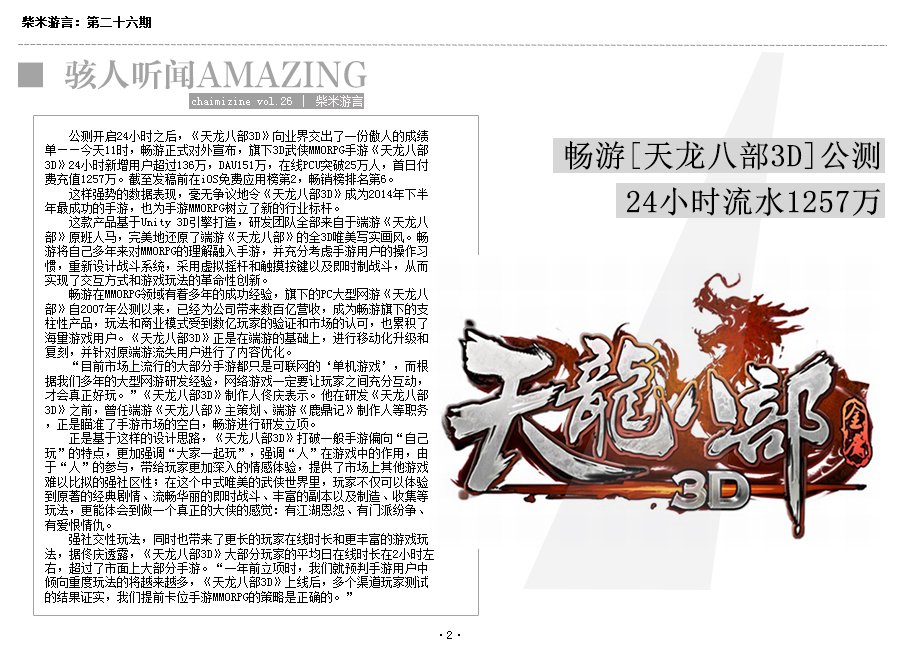 柴米游言：第二十六期
骇人听闻AMAZING
chaimizine vol.26 | 柴米游言
公测开启24小时之后，《天龙八部3D》向业界交出了一份傲人的成绩
单——今天11时，畅游正式对外宣布，旗下3D武侠MMORPG手游《天龙八部
3D》24小时新增用户超过136万，DAU151万，在线PCU突破25万人，首日付
费充值1257万。截至发稿前在iOS免费应用榜第2，畅销榜排名第6。
这样强势的数据表现，毫无争议地令《天龙八部3D》成为2014年下半
年最成功的手游，也为手游MMORPG树立了新的行业标杆。
这款产品基于Unity 3D引擎打造，研发团队全部来自于端游《天龙八
部》原班人马，完美地还原了端游《天龙八部》的全3D唯美写实画风。畅
游将自己多年来对MMORPG的理解融入手游，并充分考虑手游用户的操作习
惯，重新设计战斗系统，采用虚拟摇杆和触摸按键以及即时制战斗，从而
实现了交互方式和游戏玩法的革命性创新。
畅游在MMORPG领域有着多年的成功经验，旗下的PC大型网游《天龙八
部》自2007年公测以来，已经为公司带来数百亿营收，成为畅游旗下的支
柱性产品，玩法和商业模式受到数亿玩家的验证和市场的认可，也累积了
海量游戏用户。《天龙八部3D》正是在端游的基础上，进行移动化升级和
复刻，并针对原端游流失用户进行了内容优化。
“目前市场上流行的大部分手游都只是可联网的‘单机游戏’，而根
据我们多年的大型网游研发经验，网络游戏一定要让玩家之间充分互动，
才会真正好玩。”《天龙八部3D》制作人佟庆表示。他在研发《天龙八部
3D》之前，曾任端游《天龙八部》主策划、端游《鹿鼎记》制作人等职务
，正是瞄准了手游市场的空白，畅游进行研发立项。
正是基于这样的设计思路，《天龙八部3D》打破一般手游偏向“自己
玩”的特点，更加强调“大家一起玩”，强调“人”在游戏中的作用，由
于“人”的参与，带给玩家更加深入的情感体验，提供了市场上其他游戏
难以比拟的强社区性；在这个中式唯美的武侠世界里，玩家不仅可以体验
到原著的经典剧情、流畅华丽的即时战斗、丰富的副本以及制造、收集等
玩法，更能体会到做一个真正的大侠的感觉：有江湖恩怨、有门派纷争、
有爱恨情仇。
强社交性玩法，同时也带来了更长的玩家在线时长和更丰富的游戏玩
法，据佟庆透露，《天龙八部3D》大部分玩家的平均日在线时长在2小时左
右，超过了市面上大部分手游。“一年前立项时，我们就预判手游用户中
倾向重度玩法的将越来越多，《天龙八部3D》上线后，多个渠道玩家测试
的结果证实，我们提前卡位手游MMORPG的策略是正确的。”
畅游[天龙八部3D]公测
24小时流水1257万
天龍八部
3D
·2·